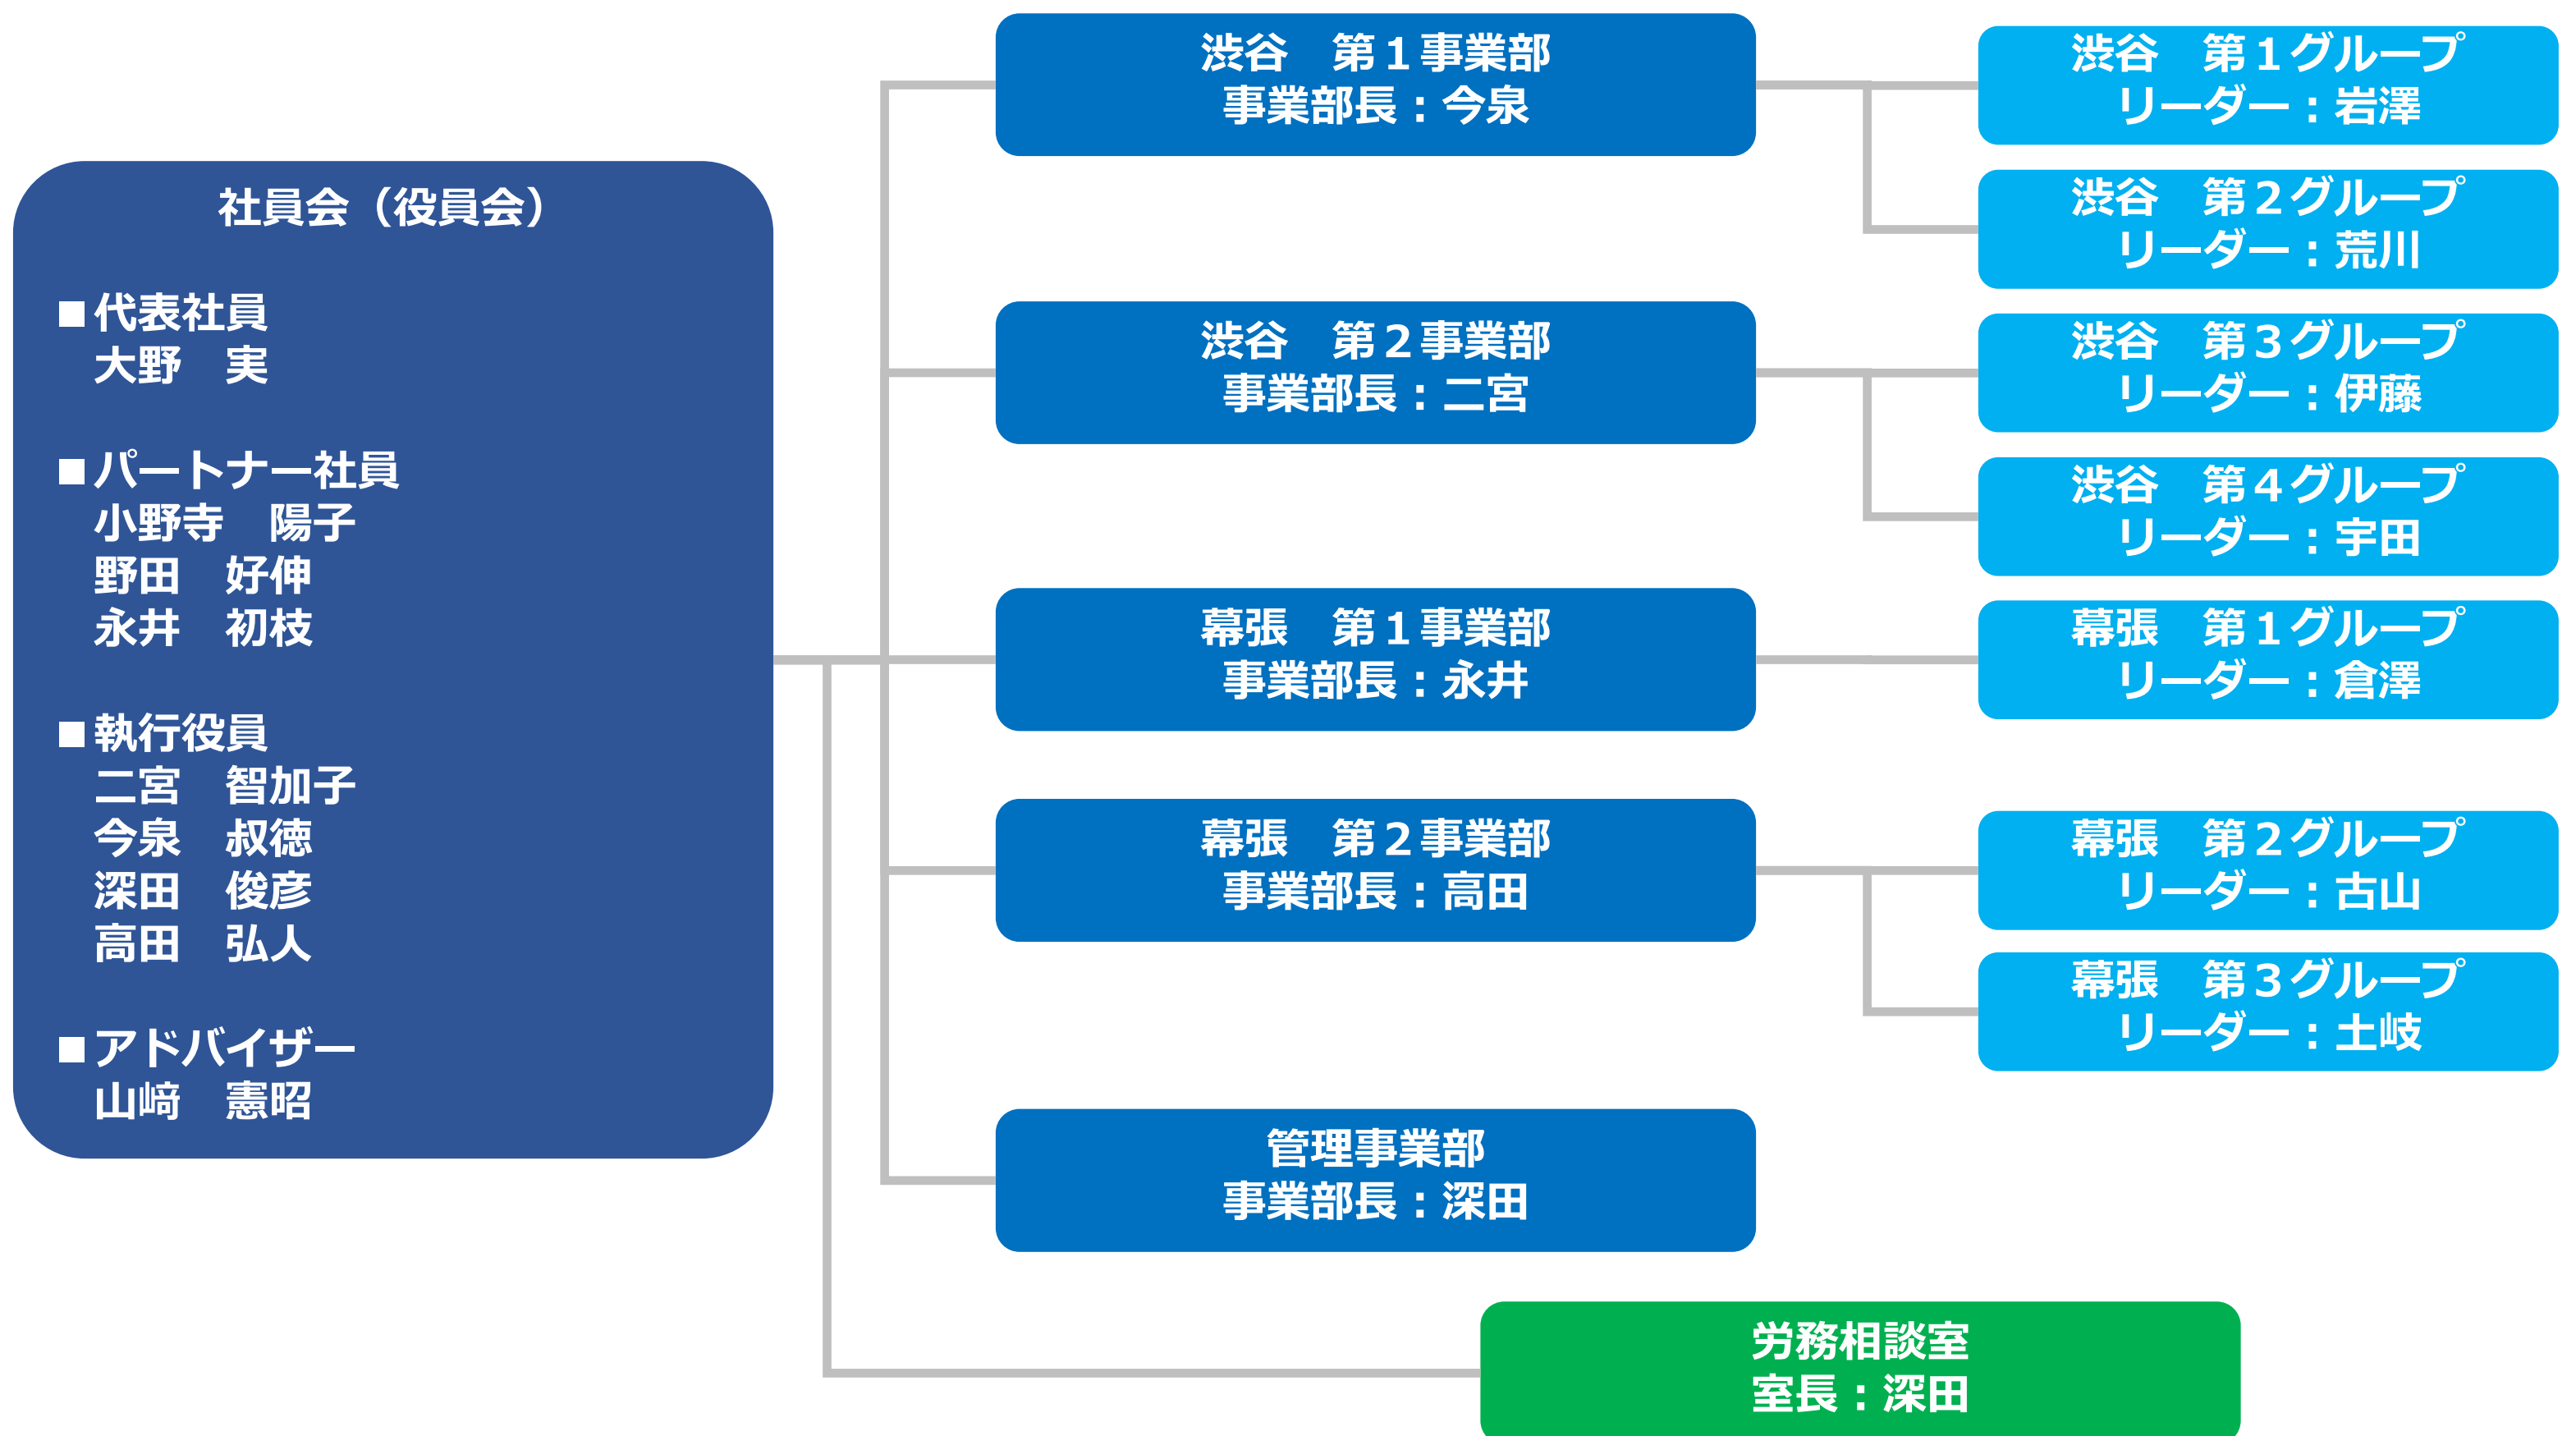 社員会（役員会）
■代表社員
大野　実
■パートナー社員
小野寺　陽子
野田　好伸
永井　初枝
■執行役員
二宮　智加子
今泉　叔徳
深田　俊彦
高田　弘人
■アドバイザー
山﨑　憲昭
渋谷　第１事業部
事業部長：今泉
渋谷　第１グループ
リーダー：岩澤
渋谷　第２グループ
リーダー：荒川
渋谷　第２事業部
事業部長：二宮
渋谷　第３グループ
リーダー：伊藤
渋谷　第４グループ
リーダー：宇田
幕張　第１事業部
事業部長：永井
幕張　第１グループ
リーダー：倉澤
幕張　第２事業部
事業部長：高田
幕張　第２グループ
リーダー：古山
幕張　第３グループ
リーダー：土岐
管理事業部
事業部長：深田
労務相談室
室長：深田